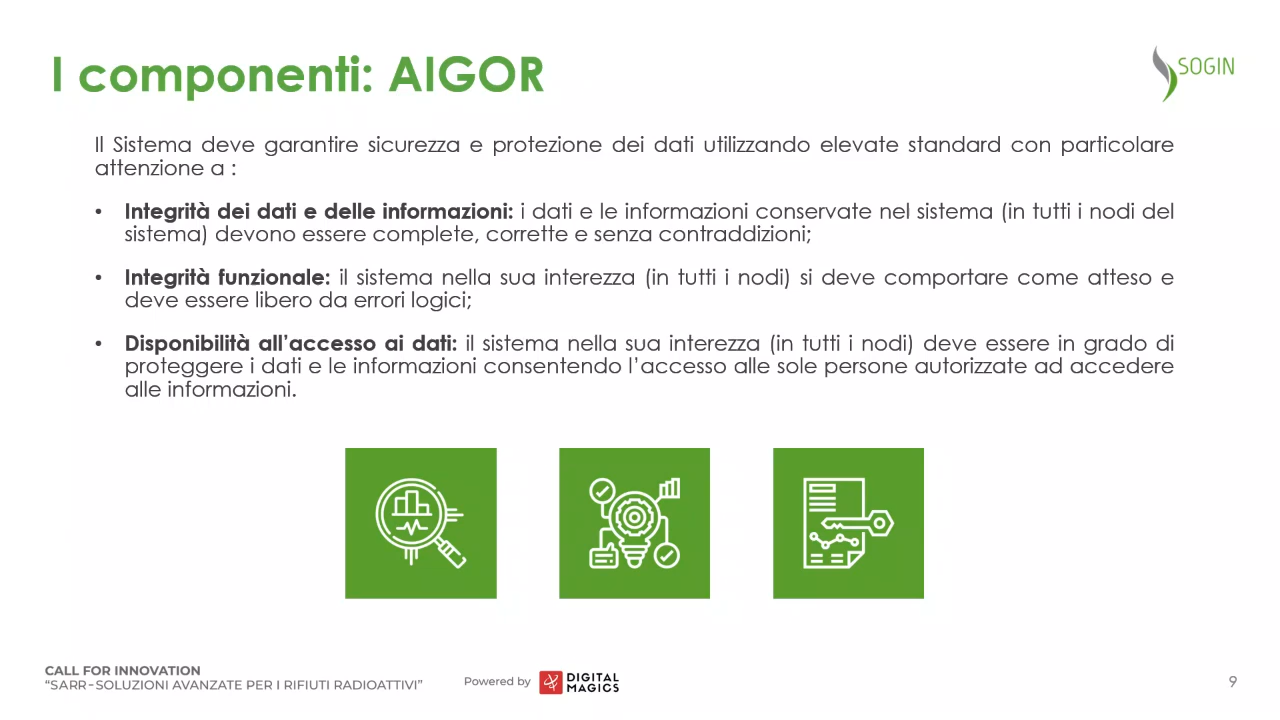 I componenti: AIGOR
SOGIN
Il Sistema deve garantire sicurezza e protezione dei dati utilizzando elevate standard con particolare
attenzione a :
• Integrità dei dati e delle informazioni: i dati e le informazioni conservate nel sistema (in tutti i nodi del
sistema) devono essere complete, corrette e senza contraddizioni;
• Integrità funzionale: il sistema nella sua interezza (in tutti i nodi) si deve comportare come atteso e
deve essere libero da errori logici;
• Disponibilità all’accesso ai dati: il sistema nella sua interezza (in tutti i nodi) deve essere in grado di
proteggere i dati e le informazioni consentendo l’accesso alle sole persone autorizzate ad accedere
alle informazioni.
CALL FOR INNOVATION
“SARR-SOLUZIONI AVANZATE PER I RIFIUTI RADIOATTIVI”
Powered by
DIGITAL
MAGICS
9